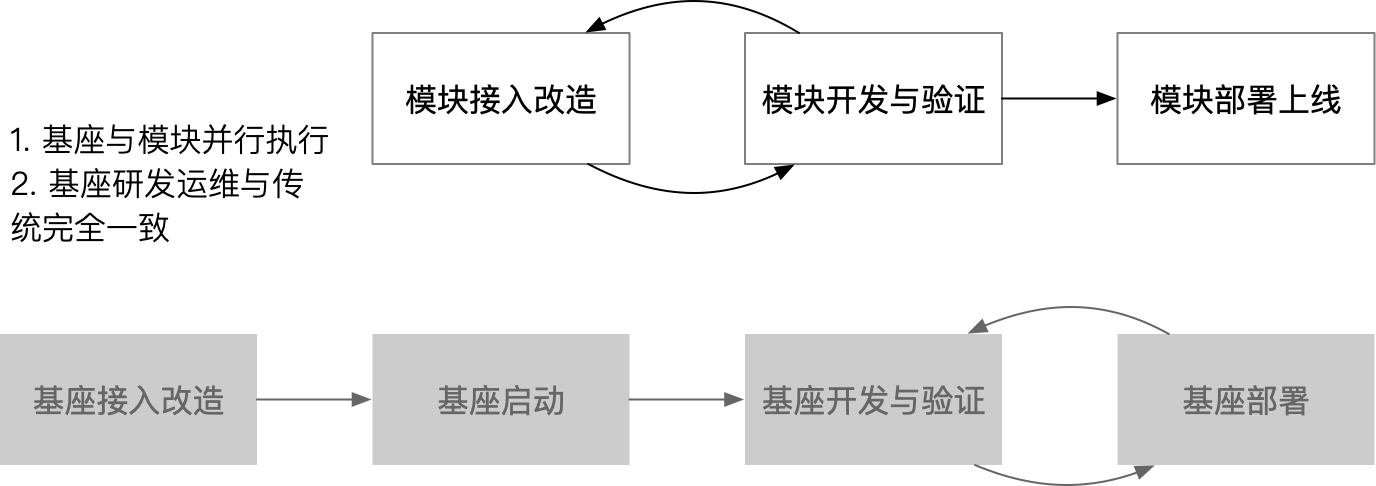 模块接入改造
模块开发与验证
模块部署上线
1. 基座与模块并行执行
2. 基座研发运维与传
统完全一致
基座接入改造
基座启动
基座开发与验证
基座部署